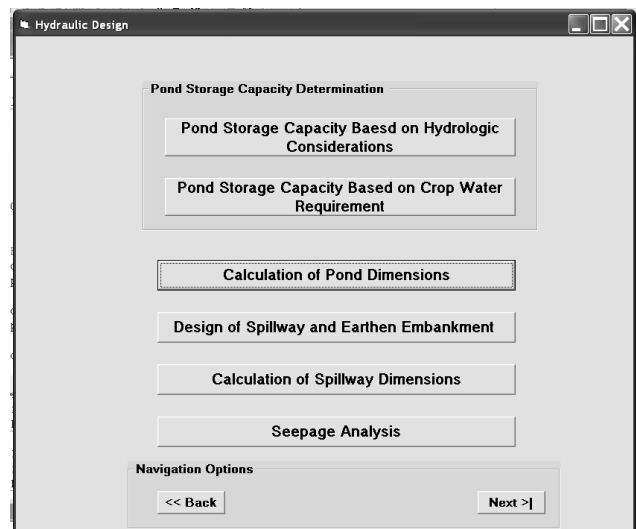 Hydraulic Design
Pond Storage Capacity Determination
Pond Storage Capacity Baesd on Hydrologic
Considerations
Pond Storage Capacity Based on Crop Water
Requirement
Calculation of Pond Dimensions
Design of Spillway and Earthen Embankment
Calculation of Spillway Dimensions
Seepage Analysis
Navigation Options
<< Back
Next >|